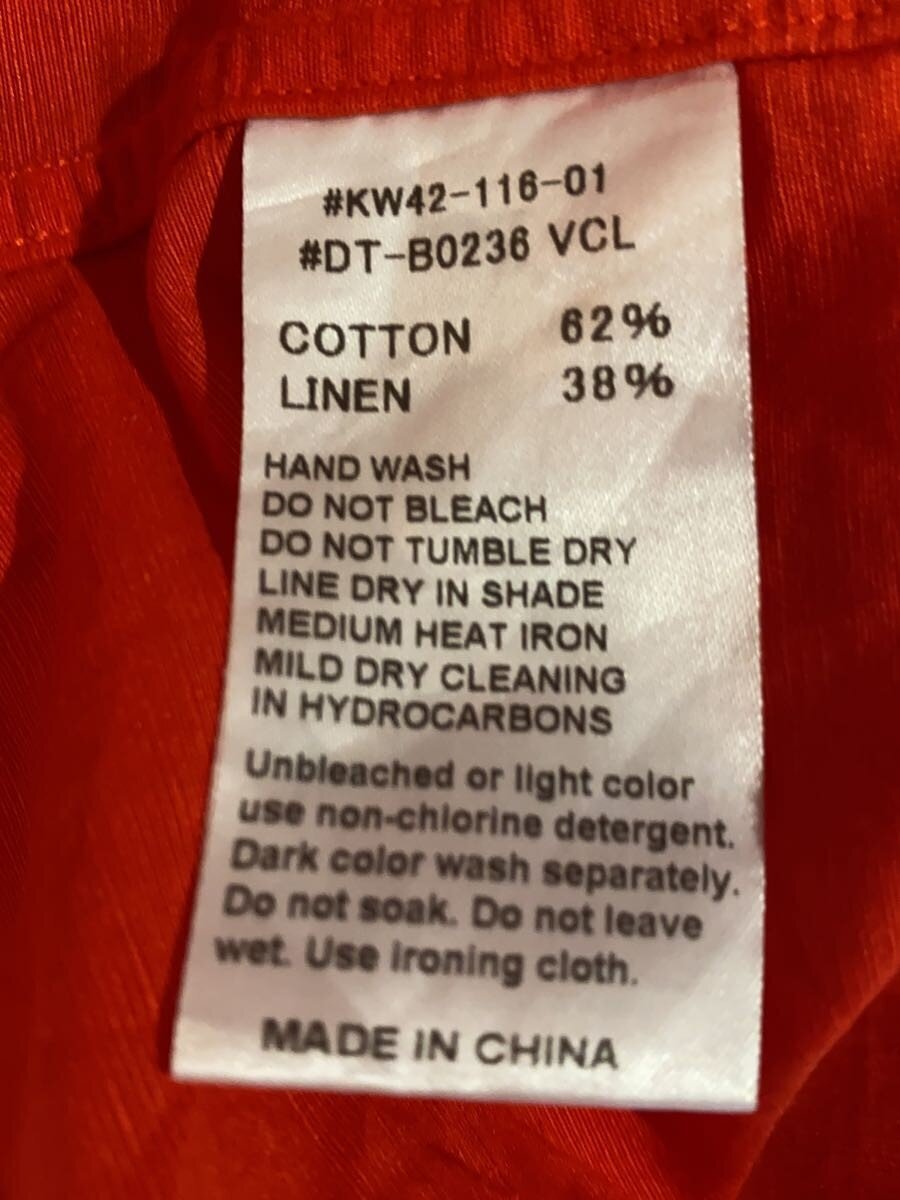 #KW42-116-01
#DT-B0236 VCL
COTTON 62%
LINEN 38%
HAND WASH
DO NOT BLEACH
DO NOT TUMBLE DRY
LINE DRY IN SHADE
MEDIUM HEAT IRON
MILD DRY CLEANING
IN HYDROCARBONS
Unbleached or light color
use non-chlorine detergent.
Dark color wash separately.
Do not soak. Do not leave
wet. Use ironing cloth.
MADE IN CHINA